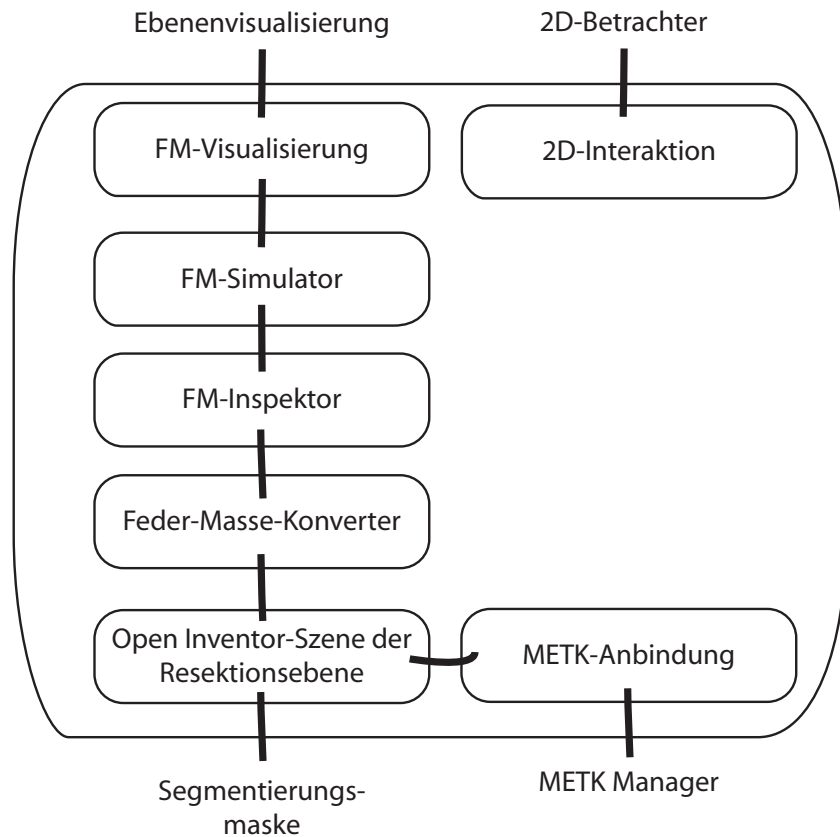 Ebenenvisualisierung
2D-Betrachter
FM-Visualisierung
2D-Interaktion
FM-Simulator
FM-Inspektor
Feder-Masse-Konverter
Open Inventor-Szene der
Resektionsebene
METK-Anbindung
Segmentierungs-
maske
METK Manager